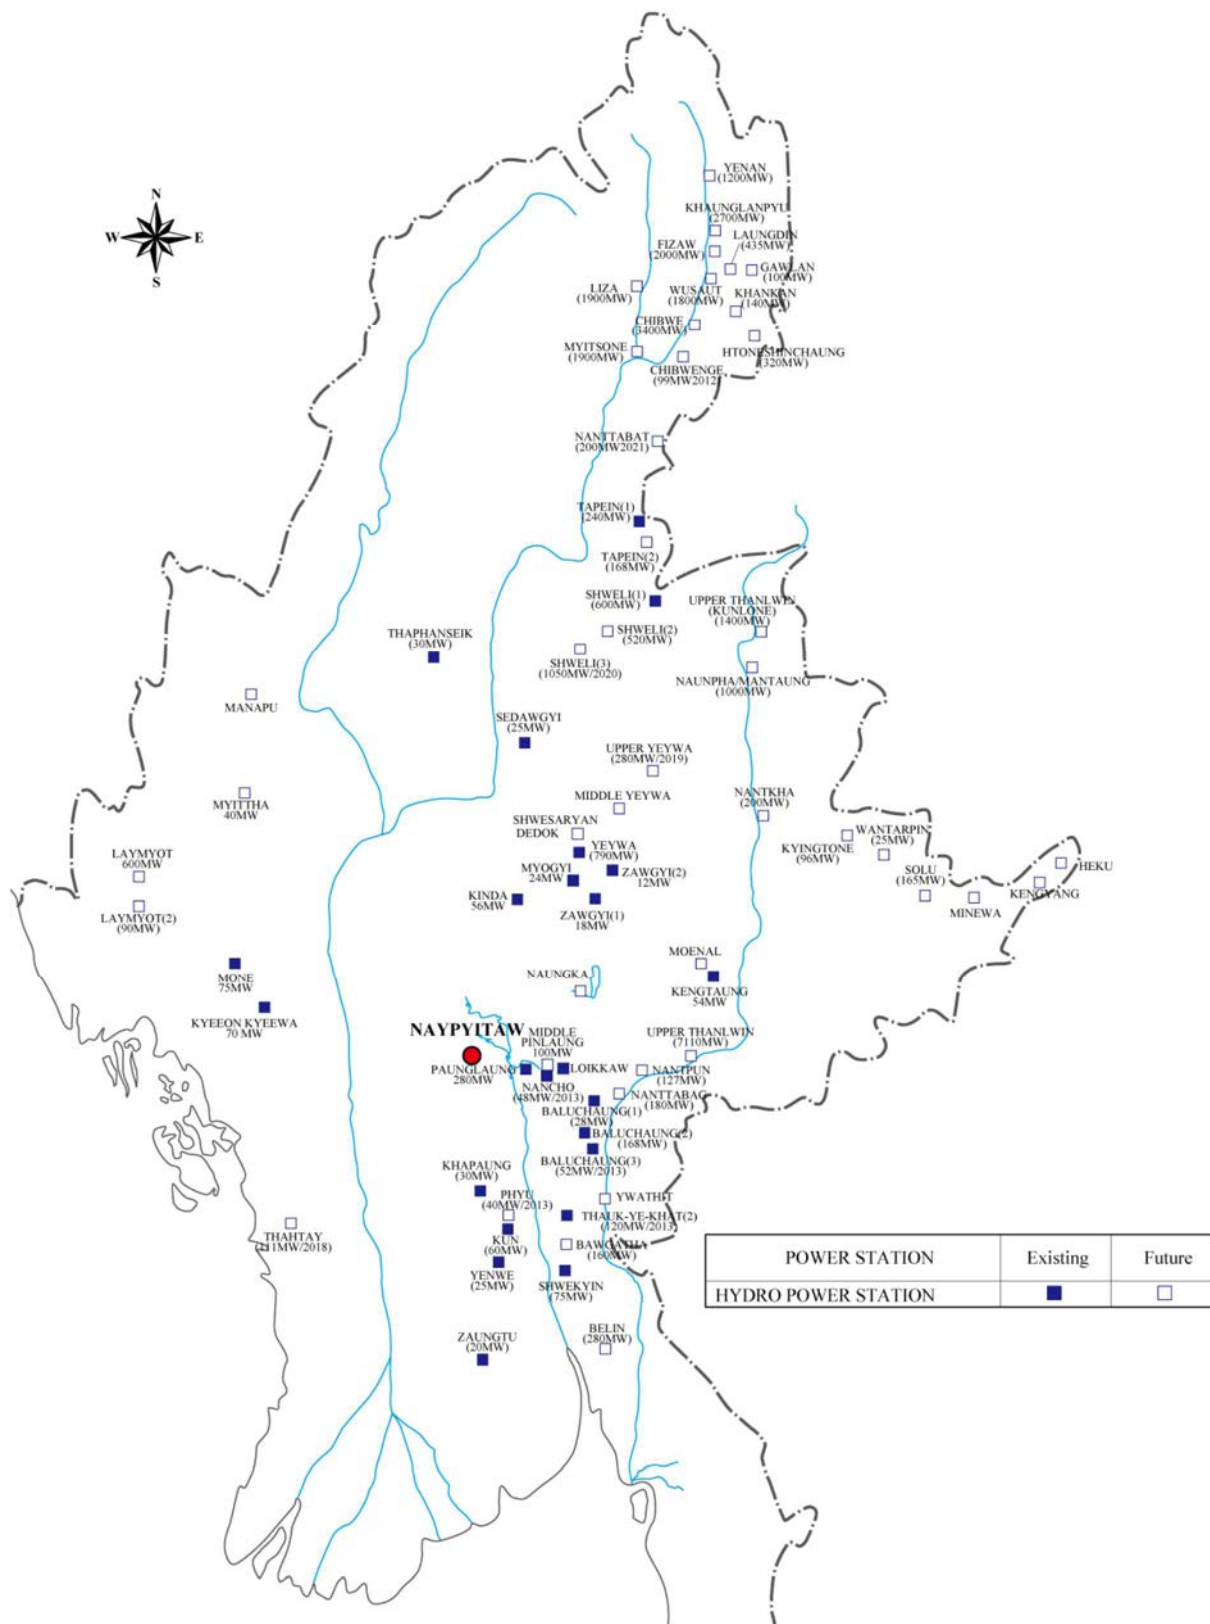 N
W
E
S
YENAN
(1200MW)
KHAUNGLANPYU
(2700MW)
LAUNGDIN
(435MW)
FIZAW
(2000MW)
GAWLAN
(100MW)
LIZA
(1900MW)
WUSAUT
(1800MW)
KHANKAN
(140MW)
CHIBWE
(3400MW)
MYITSONE
(1900MW)
HTONESHINCHAUNG
(320MW)
CHIBWENGE
(99MW2012)
NANTTABAT
(200MW2021)
TAPEIN(1)
(240MW)
TAPEIN(2)
(168MW)
SHWELI(1)
(600MW)
UPPER THANLWIN
(KUNLONE)
(1400MW)
SHWELI(2)
(520MW)
THAPHANSEIK
(30MW)
SHWELI(3)
(1050MW/2020)
NAUNPHA/MANTAUNG
(1000MW)
MANAPU
SEDAWGYI
(25MW)
UPPER YEYWA
(280MW/2019)
MYITTHA
40MW
MIDDLE YEYWA
NANTKHA
(200MW)
SHWESARYAN
DEDOK
YEYWA
(790MW)
KYINGTONE
(96MW)
WANTARPIN
(25MW)
LAYMYOT
600MW
MYOGYI
24MW
ZAWGYI(2)
12MW
SOLU
(165MW)
HEKU
KENGYANG
MINEWA
KINDA
56MW
ZAWGYI(1)
18MW
LAYMYOT(2)
(90MW)
MOENAL
MONE
75MW
NAUNGKA
KENGTAUNG
54MW
KYEEON KYEEWA
70 MW
NAYPYITAW
MIDDLE
PINLAUNG
100MW
UPPER THANLWIN
(7110MW)
PAUNGLAUNG
280MW
LOIKKAW
NANTPUN
(127MW)
NANCHO
(48MW/2013)
NANTTABAG
(180MW)
BALUCHAUNG(1)
(28MW)
BALUCHAUNG(2)
(168MW)
BALUCHAUNG(3)
(52MW/2013)
KHAPAUNG
(30MW)
PHYU
(40MW/2013)
YWATHIT
THAUK-YE-KHAT(2)
(120MW/2013)
THAHTAY
(111MW/2018)
KUN
(60MW)
BAWGATHA
(160MW)
YENWE
(25MW)
SHWEKYIN
(75MW)
BELIN
(280MW)
ZAUNGTU
(20MW)
POWER STATION Existing Future
HYDRO POWER STATION